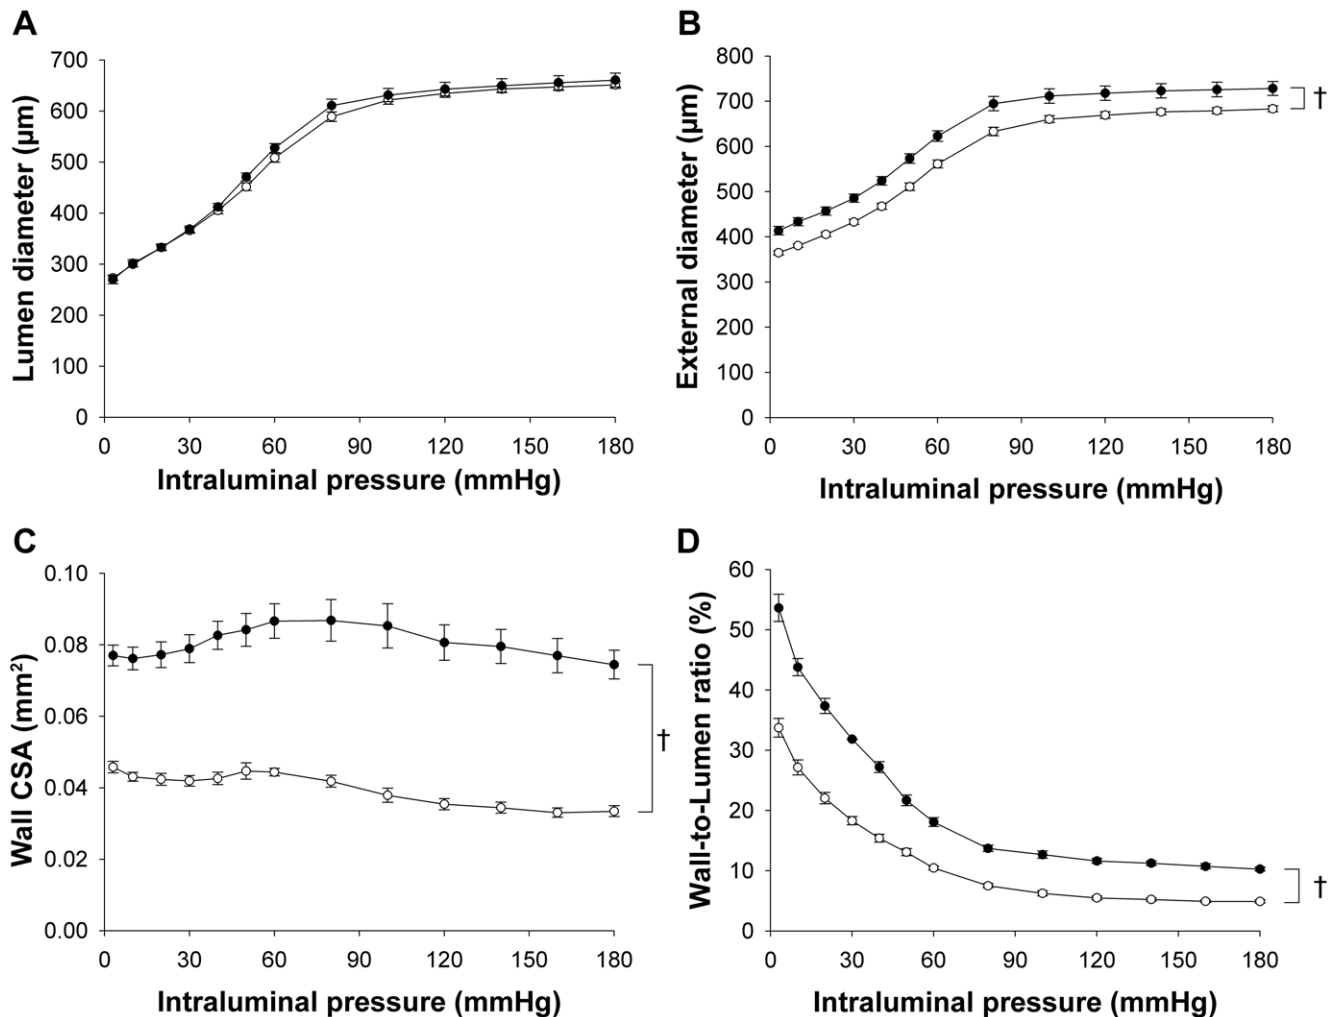 A
700
600
500
400
300
200
100
0
Lumen diameter (µm)
0 30 60 90 120 150 180
Intraluminal pressure (mmHg)
B
800
700
600
500
400
300
200
100
0
External diameter (µm)
†
0 30 60 90 120 150 180
Intraluminal pressure (mmHg)
C
0.10
0.08
0.06
0.04
0.02
0.00
Wall CSA (mm²)
†
0 30 60 90 120 150 180
Intraluminal pressure (mmHg)
D
60
50
40
30
20
10
0
Wall-to-Lumen ratio (%)
†
0 30 60 90 120 150 180
Intraluminal pressure (mmHg)